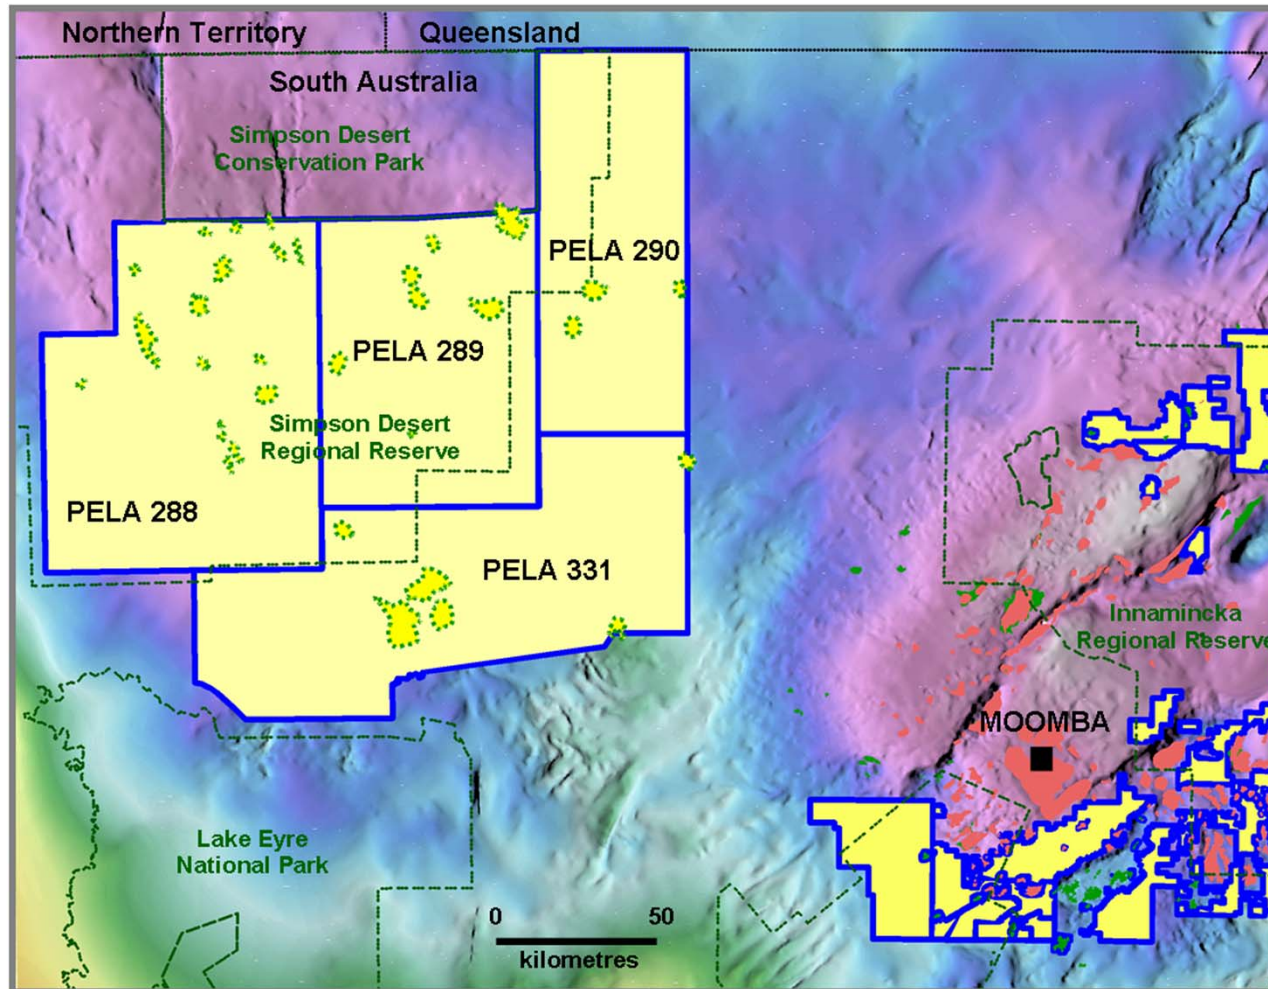 Northern Territory
Queensland
South Australia
Simpson Desert
Conservation Park
PELA 290
PELA 289
Simpson Desert
Regional Reserve
PELA 288
PELA 331
Innamincka
Regional Reserve
MOOMBA
Lake Eyre
National Park
0 50
kilometres